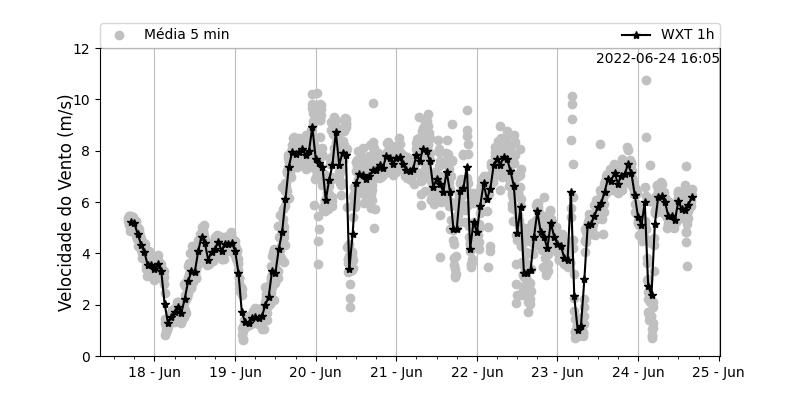 Média 5 min
WXT 1h
2022-06-24 16:05
Velocidade do Vento (m/s)
12
10
8
6
4
2
0
18 - Jun
19 - Jun
20 - Jun
21 - Jun
22 - Jun
23 - Jun
24 - Jun
25 - Jun